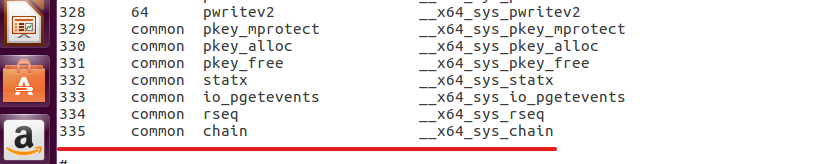 328 64 pwritev2 __x64_sys_pwritev2
329 common pkey_mprotect __x64_sys_pkey_mprotect
330 common pkey_alloc __x64_sys_pkey_alloc
331 common pkey_free __x64_sys_pkey_free
332 common statx __x64_sys_statx
333 common io_pgetevents __x64_sys_io_pgetevents
334 common rseq __x64_sys_rseq
335 common chain __x64_sys_chain
#